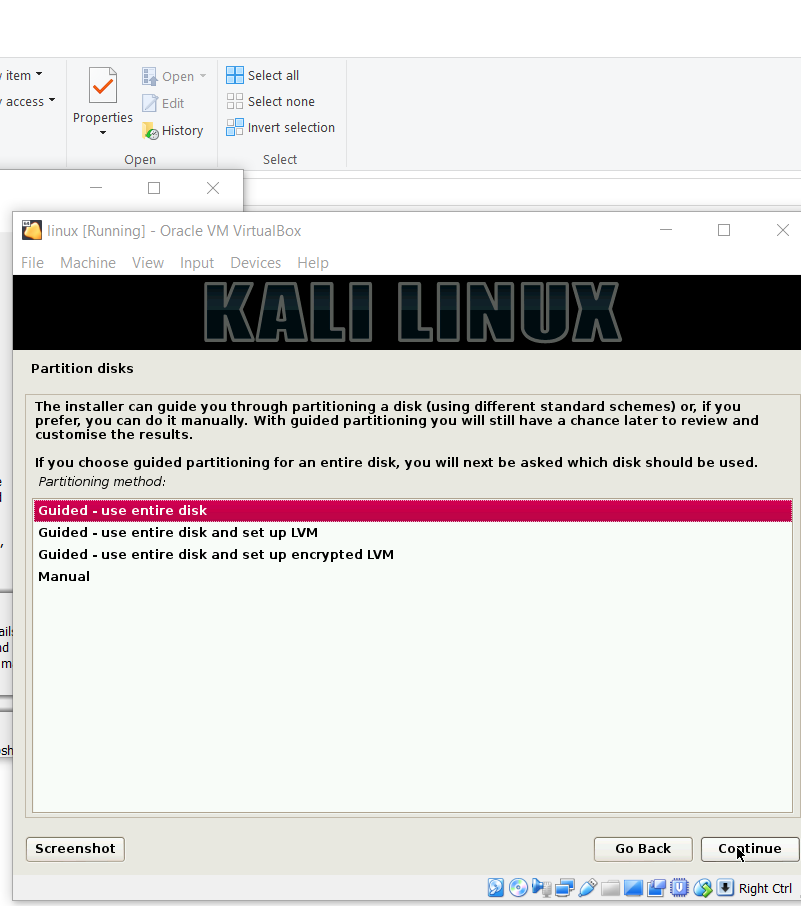 item
access
Properties
Open
Edit
History
Open
Select all
Select none
Invert selection
Select
linux [Running] - Oracle VM VirtualBox
File Machine View Input Devices Help
KALI LINUX
Partition disks
The installer can guide you through partitioning a disk (using different standard schemes) or, if you
prefer, you can do it manually. With guided partitioning you will still have a chance later to review and
customise the results.
If you choose guided partitioning for an entire disk, you will next be asked which disk should be used.
Partitioning method:
Guided - use entire disk
Guided - use entire disk and set up LVM
Guided - use entire disk and set up encrypted LVM
Manual
Screenshot Go Back Continue
Right Ctrl